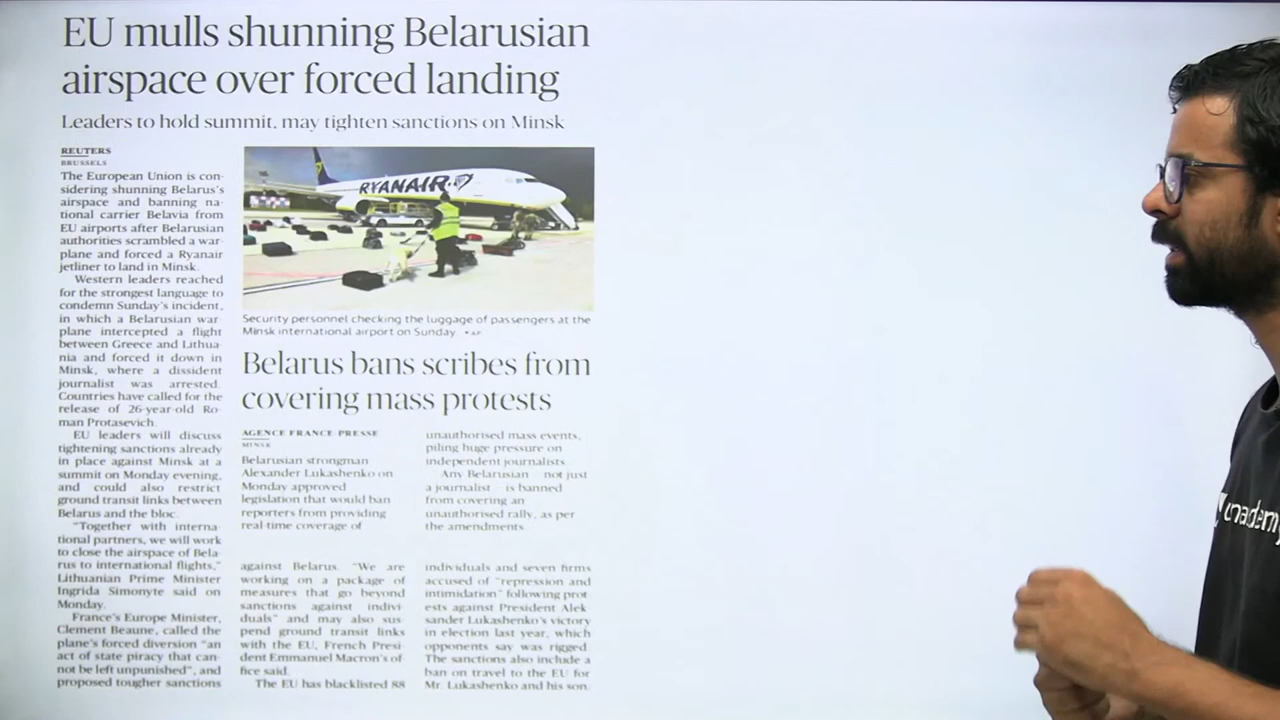 EU mulls shunning Belarusian
airspace over forced landing
Leaders to hold summit, may tighten sanctions on Minsk
REUTERS
BRUSSELS
The European Union is con-
sidering shunning Belarus's
airspace and banning na-
tional carrier Belavia from
EU airports after Belarusian
authorities scrambled a war-
plane and forced a Ryanair
jetliner to land in Minsk.
Western leaders reached
for the strongest language to
condemn Sunday's incident,
in which a Belarusian war-
plane intercepted a flight
between Greece and Lithua-
nia and forced it down in
Minsk, where a dissident
journalist was arrested.
Countries have called for the
release of 26-year-old Ro-
man Protasevich.
EU leaders will discuss
tightening sanctions already
in place against Minsk at a
summit on Monday evening,
and could also restrict
ground transit links between
Belarus and the bloc.
“Together with interna-
tional partners, we will work
to close the airspace of Bela-
rus to international flights,”
Lithuanian Prime Minister
Ingrida Simonyte said on
Monday.
France's Europe Minister,
Clement Beaune, called the
plane's forced diversion “an
act of state piracy that can-
not be left unpunished”, and
proposed tougher sanctions
RYANAIR
Security personnel checking the luggage of passengers at the
Minsk international airport on Sunday. •AP
Belarus bans scribes from
covering mass protests
AGENCE FRANCE-PRESSE
MINSK
Belarusian strongman
Alexander Lukashenko on
Monday approved
legislation that would ban
reporters from providing
real-time coverage of
unauthorised mass events,
piling huge pressure on
independent journalists.
Any Belarusian not just
a journalist is banned
from covering an
unauthorised rally, as per
the amendments.
against Belarus. “We are
working on a package of
measures that go beyond
sanctions against indivi-
duals” and may also sus-
pend ground transit links
with the EU, French Presi-
dent Emmanuel Macron's of-
fice said.
The EU has blacklisted 88
individuals and seven firms
accused of “repression and
intimidation” following prot-
ests against President Alek-
sander Lukashenko's victory
in election last year, which
opponents say was rigged.
The sanctions also include a
ban on travel to the EU for
Mr. Lukashenko and his son.
unacademy